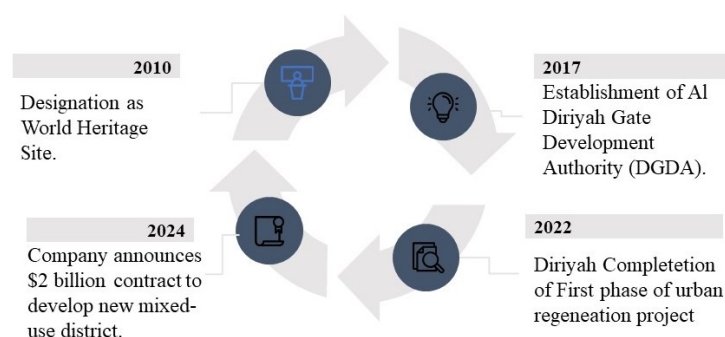 2010
Designation as
World Heritage
Site.
2017
Establishment of Al
Diriyah Gate
Development
Authority (DGDA).
2022
Diriyah Completetion
of First phase of urban
regeneation project
2024
Company announces
$2 billion contract to
develop new mixed-
use district.